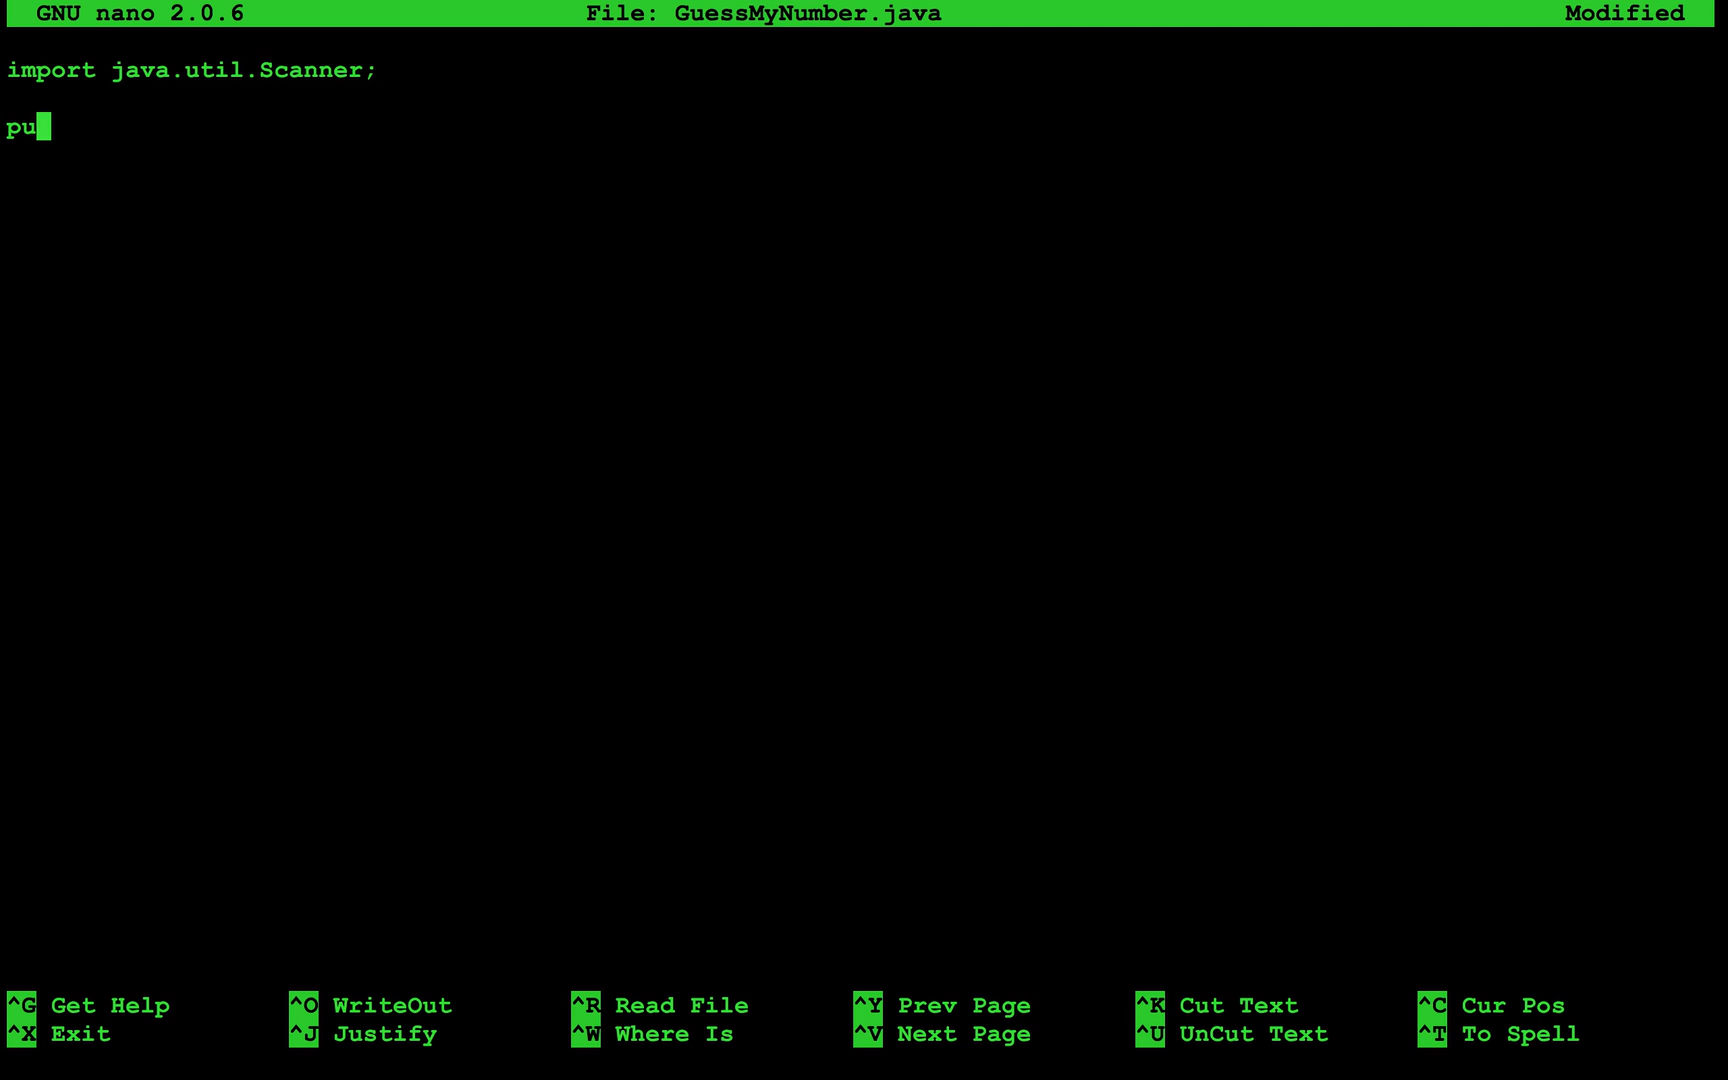 GNU nano 2.0.6 File: GuessMyNumber.java Modified
import java.util.Scanner;
pu
^G Get Help ^O WriteOut ^R Read File ^Y Prev Page ^K Cut Text ^C Cur Pos
^X Exit ^J Justify ^W Where Is ^V Next Page ^U UnCut Text ^T To Spell